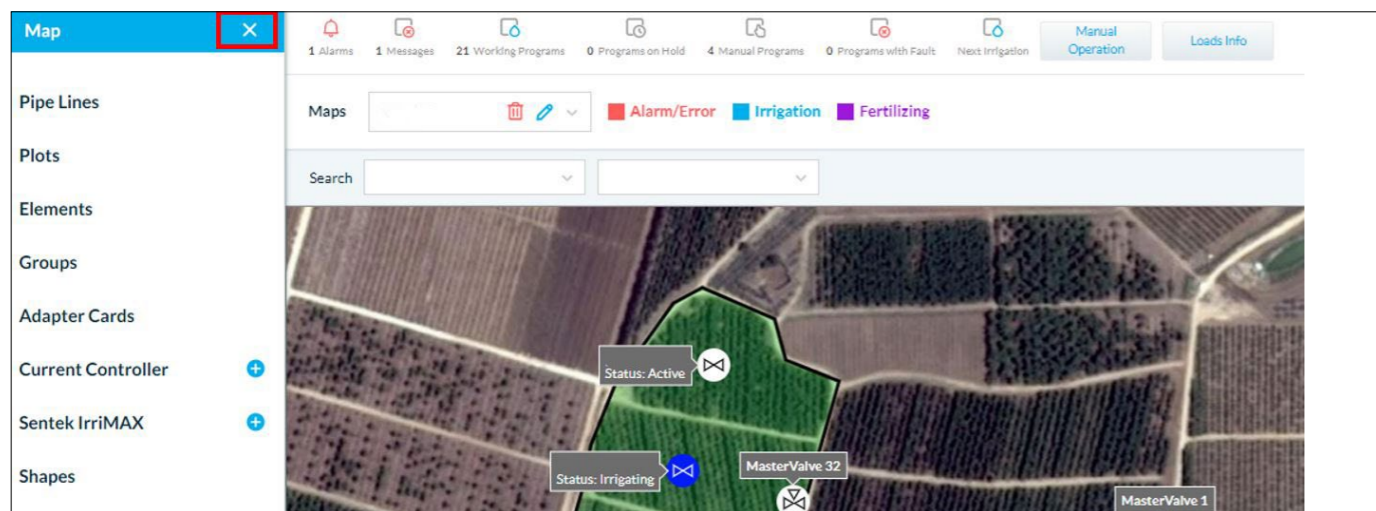 Map
Pipe Lines
Plots
Elements
Groups
Adapter Cards
Current Controller
Sentek IrriMAX
Shapes
1 Alarms
1 Messages
21 Working Programs
0 Programs on Hold
4 Manual Programs
0 Programs with Fault
Next Irrigation
Manual
Operation
Loads Info
Maps
Alarm/Error
Irrigation
Fertilizing
Search
Status: Active
Status: Irrigating
MasterValve 32
MasterValve 1